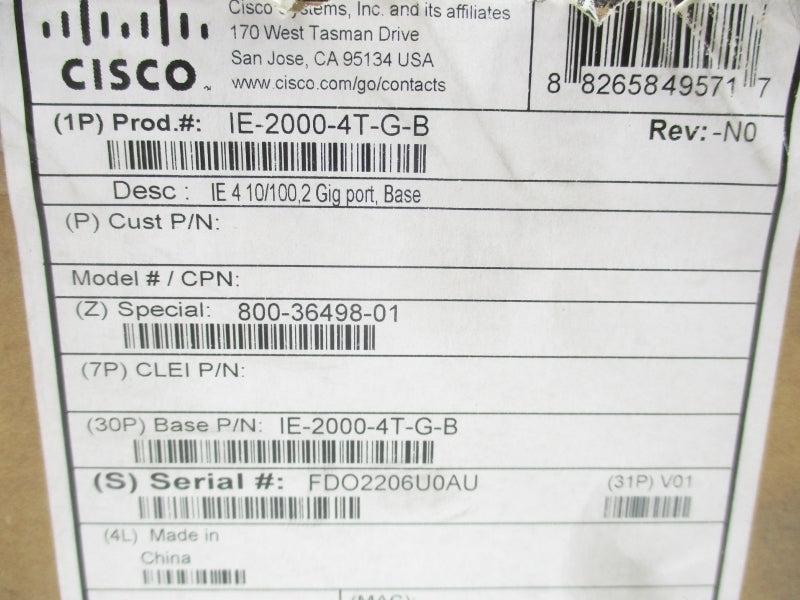 CISCO
Cisco Systems, Inc. and its affiliates
170 West Tasman Drive
San Jose, CA 95134 USA
www.cisco.com/go/contacts
8 82658 49571 7
(1P) Prod.#: IE-2000-4T-G-B
Rev: -N0
Desc : IE 4 10/100,2 Gig port, Base
(P) Cust P/N:
Model # / CPN:
(Z) Special: 800-36498-01
(7P) CLEI P/N:
(30P) Base P/N: IE-2000-4T-G-B
(S) Serial #: FDO2206U0AU
(31P) V01
(4L) Made in
China
(MAC):